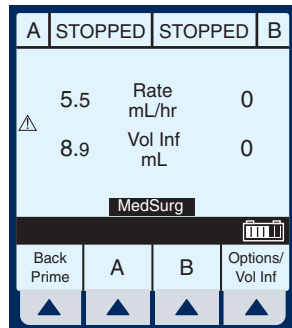 A STOPPED STOPPED B
5.5 Rate mL/hr 0
8.9 Vol Inf mL 0
MedSurg
Back Prime A B Options/ Vol Inf